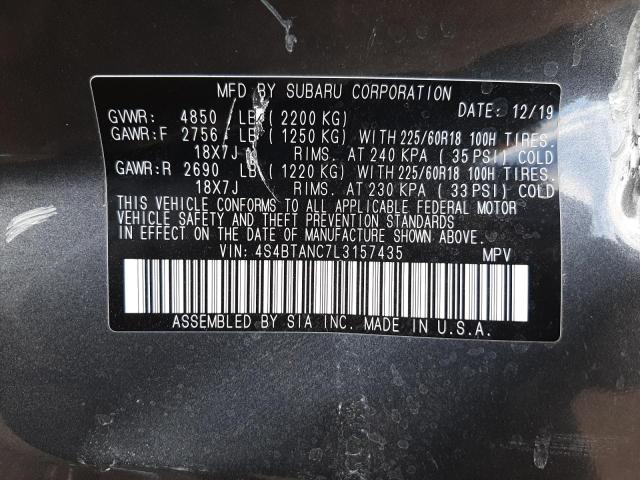 MFD BY SUBARU CORPORATION
GVWR: 4850 LB (2200 KG) DATE: 12/19
GAWR:F 2756 LB (1250 KG) WITH 225/60R18 100H TIRES.
18X7J RIMS. AT 240 KPA (35 PSI) COLD
GAWR:R 2690 LB (1220 KG) WITH 225/60R18 100H TIRES.
18X7J RIMS. AT 230 KPA (33 PSI) COLD
THIS VEHICLE CONFORMS TO ALL APPLICABLE FEDERAL MOTOR
VEHICLE SAFETY AND THEFT PREVENTION STANDARDS
IN EFFECT ON THE DATE OF MANUFACTURE SHOWN ABOVE.
VIN: 4S4BTANC7L3157435 MPV
ASSEMBLED BY SIA INC. MADE IN U.S.A.